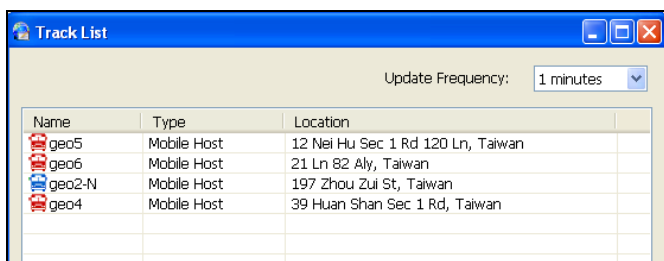 Track List
Update Frequency: 1 minutes
Name Type Location
geo5 Mobile Host 12 Nei Hu Sec 1 Rd 120 Ln, Taiwan
geo6 Mobile Host 21 Ln 82 Aly, Taiwan
geo2-N Mobile Host 197 Zhou Zui St, Taiwan
geo4 Mobile Host 39 Huan Shan Sec 1 Rd, Taiwan